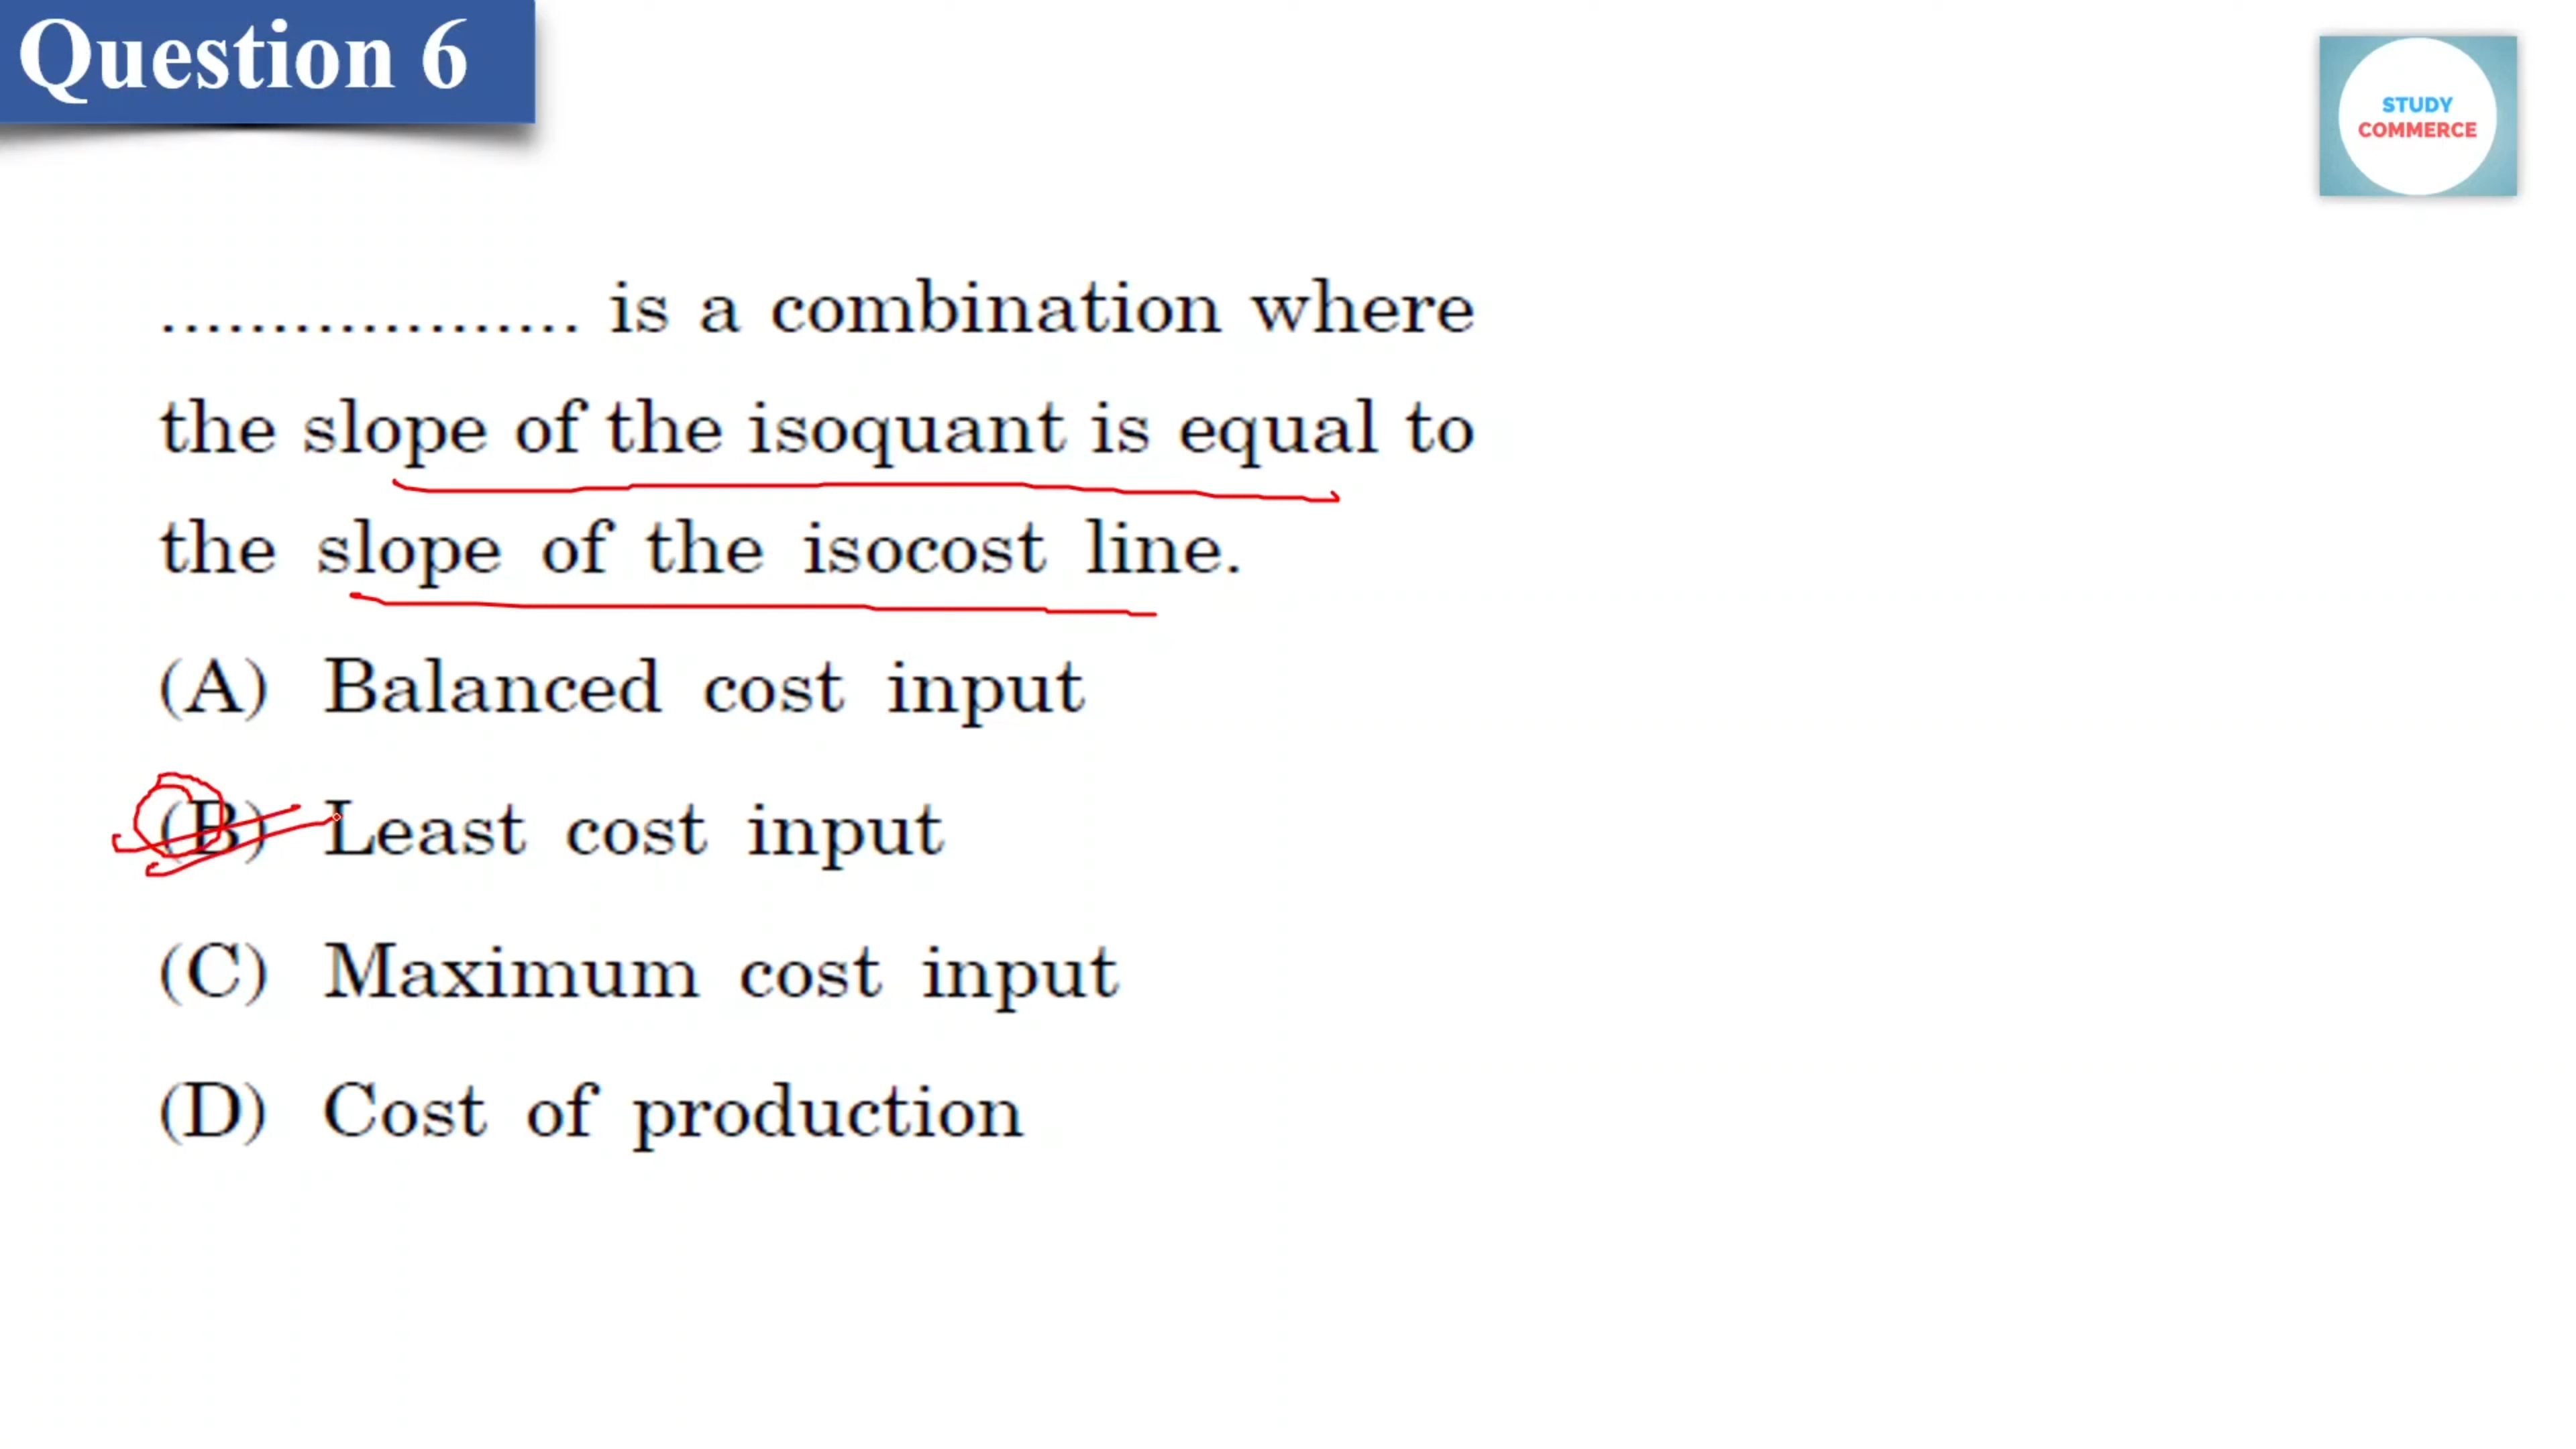 Question 6
STUDY
COMMERCE
................... is a combination where
the slope of the isoquant is equal to
the slope of the isocost line.
(A) Balanced cost input
(B) Least cost input
(C) Maximum cost input
(D) Cost of production